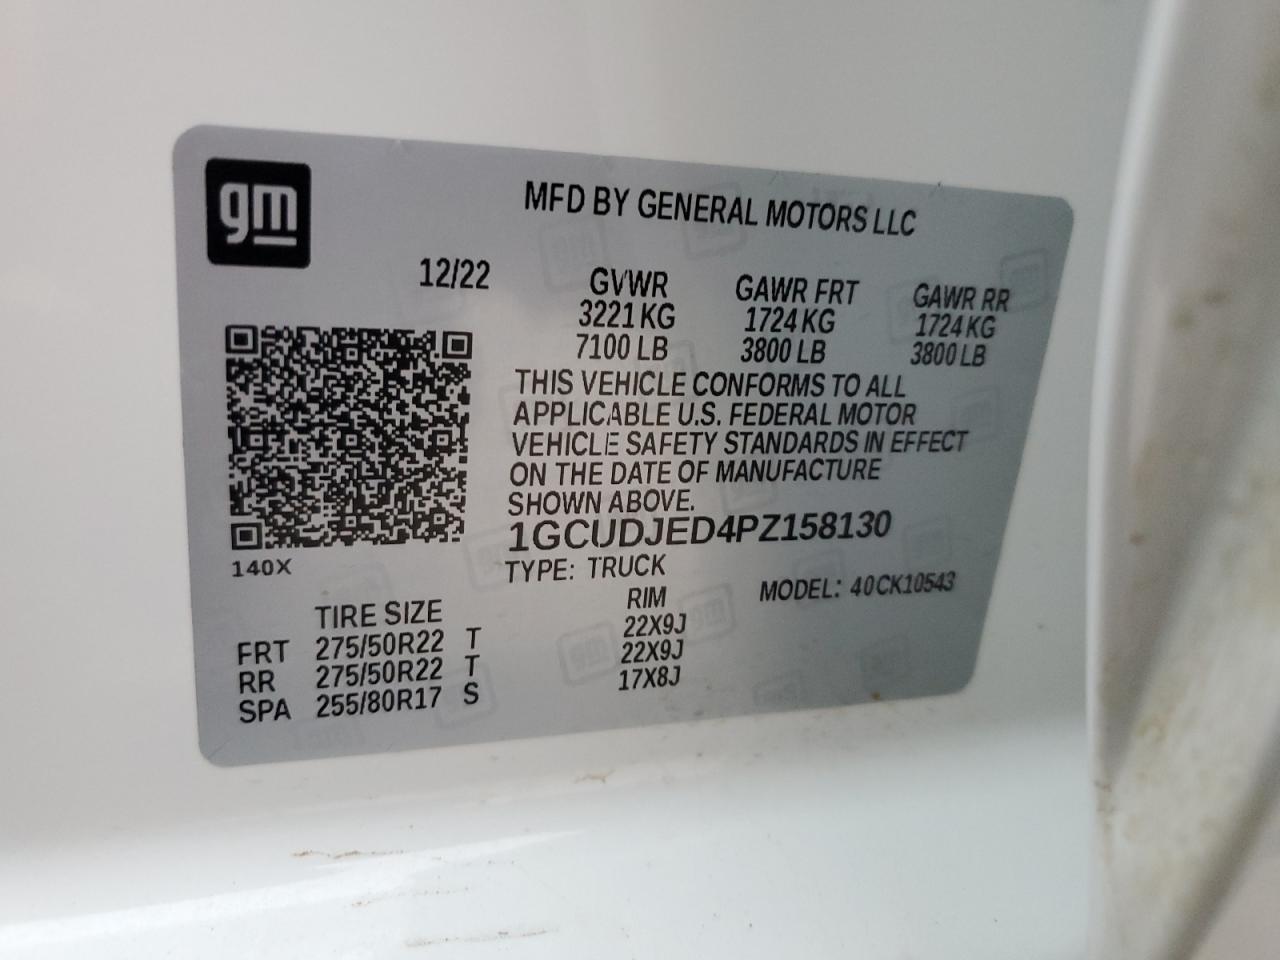 gm
MFD BY GENERAL MOTORS LLC
12/22 GVWR GAWR FRT GAWR RR
3221 KG 1724 KG 1724 KG
7100 LB 3800 LB 3800 LB
THIS VEHICLE CONFORMS TO ALL
APPLICABLE U.S. FEDERAL MOTOR
VEHICLE SAFETY STANDARDS IN EFFECT
ON THE DATE OF MANUFACTURE
SHOWN ABOVE.
1GCUDJED4PZ158130
140X
TYPE: TRUCK MODEL: 40CK10543
TIRE SIZE RIM
FRT 275/50R22 T 22X9J
RR 275/50R22 T 22X9J
SPA 255/80R17 S 17X8J